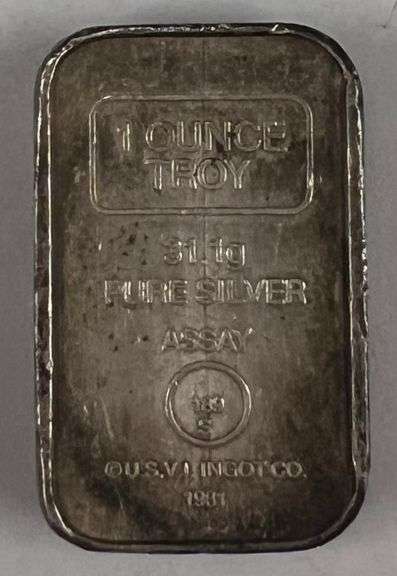 1 OUNCE
TROY
31.1g
PURE SILVER
ASSAY
S
©U.S.V.I. INGOT CO.
1981